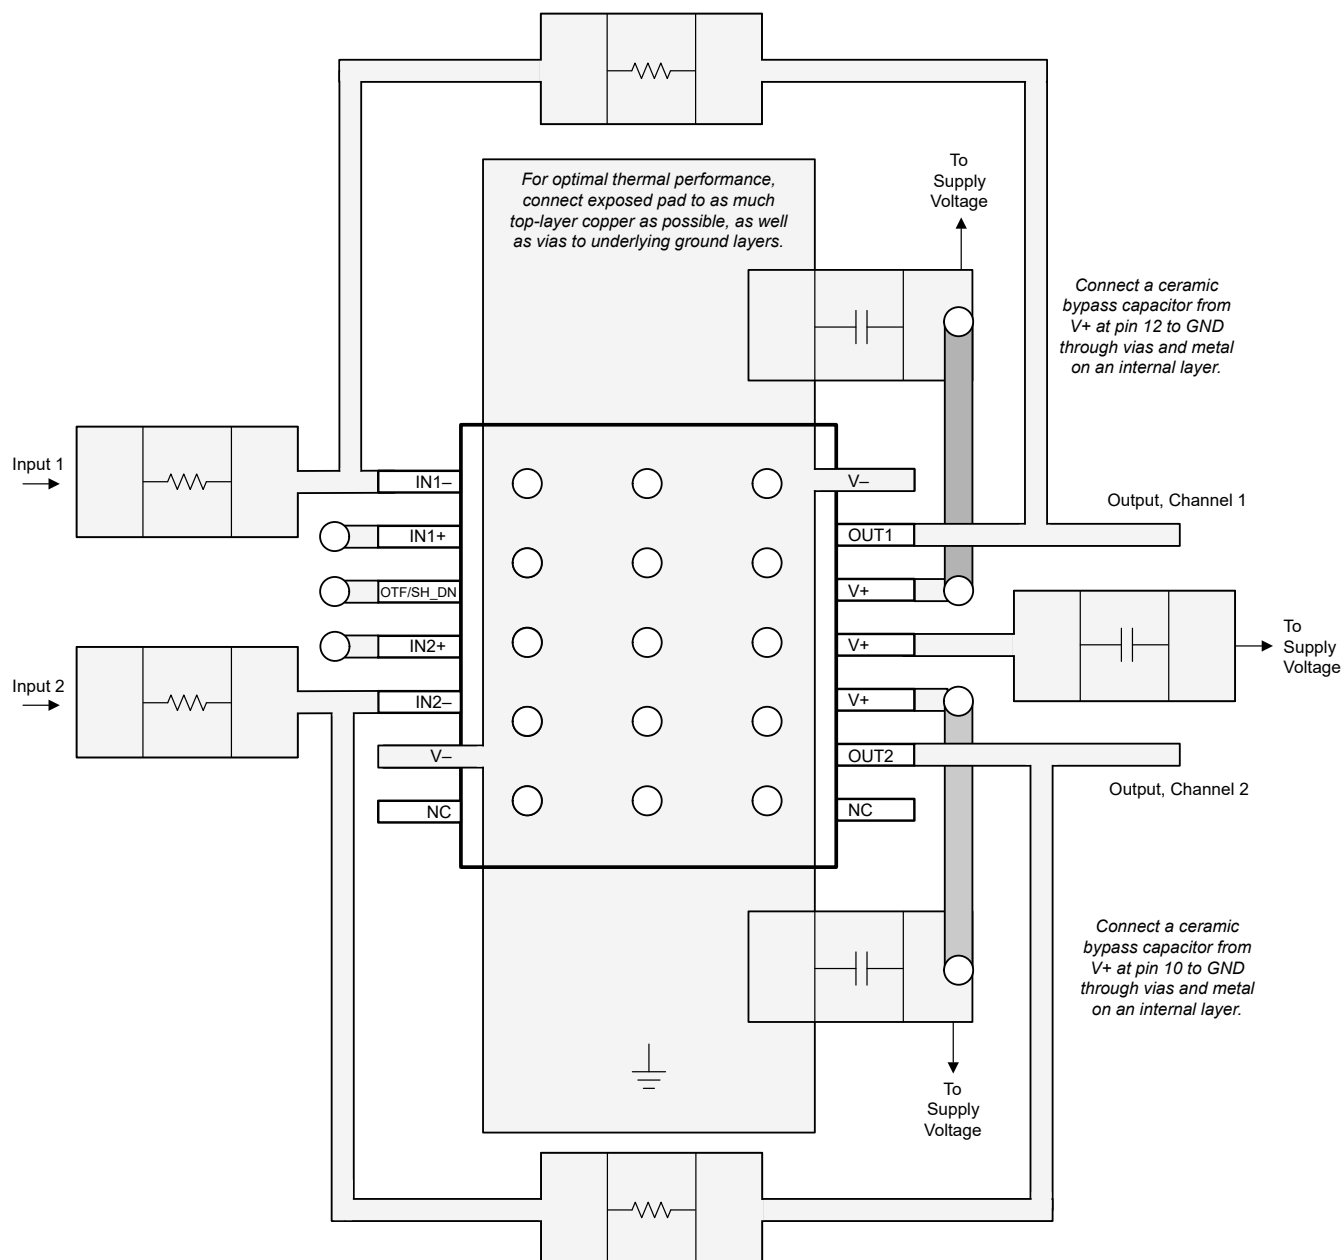 For optimal thermal performance,
connect exposed pad to as much
top-layer copper as possible, as well
as vias to underlying ground layers.
To
Supply
Voltage
Connect a ceramic
bypass capacitor from
V+ at pin 12 to GND
through vias and metal
on an internal layer.
Input 1
IN1–
V–
Output, Channel 1
IN1+
OUT1
OTF/SH_DN
V+
IN2+
V+
To
Supply
Voltage
Input 2
IN2–
V+
V–
OUT2
Output, Channel 2
NC
NC
Connect a ceramic
bypass capacitor from
V+ at pin 10 to GND
through vias and metal
on an internal layer.
To
Supply
Voltage